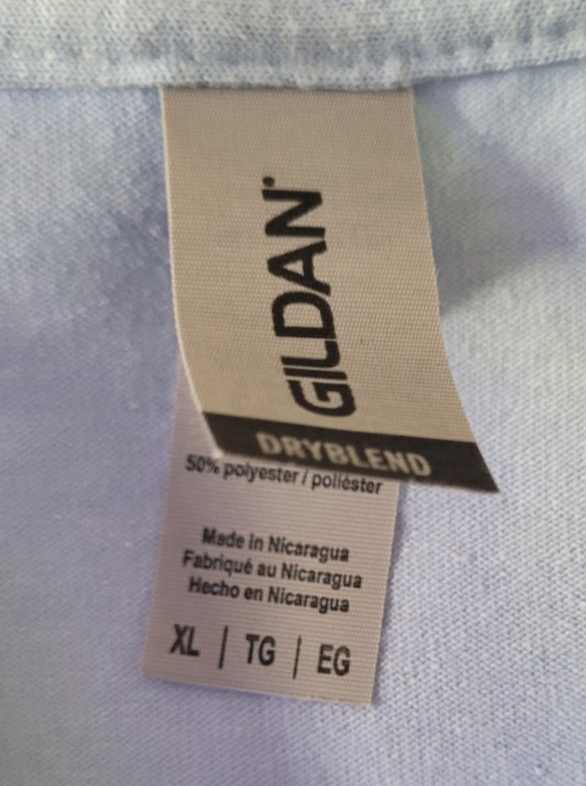 GILDAN
DRYBLEND
50% polyester / poliéster
Made in Nicaragua
Fabriqué au Nicaragua
Hecho en Nicaragua
XL | TG | EG